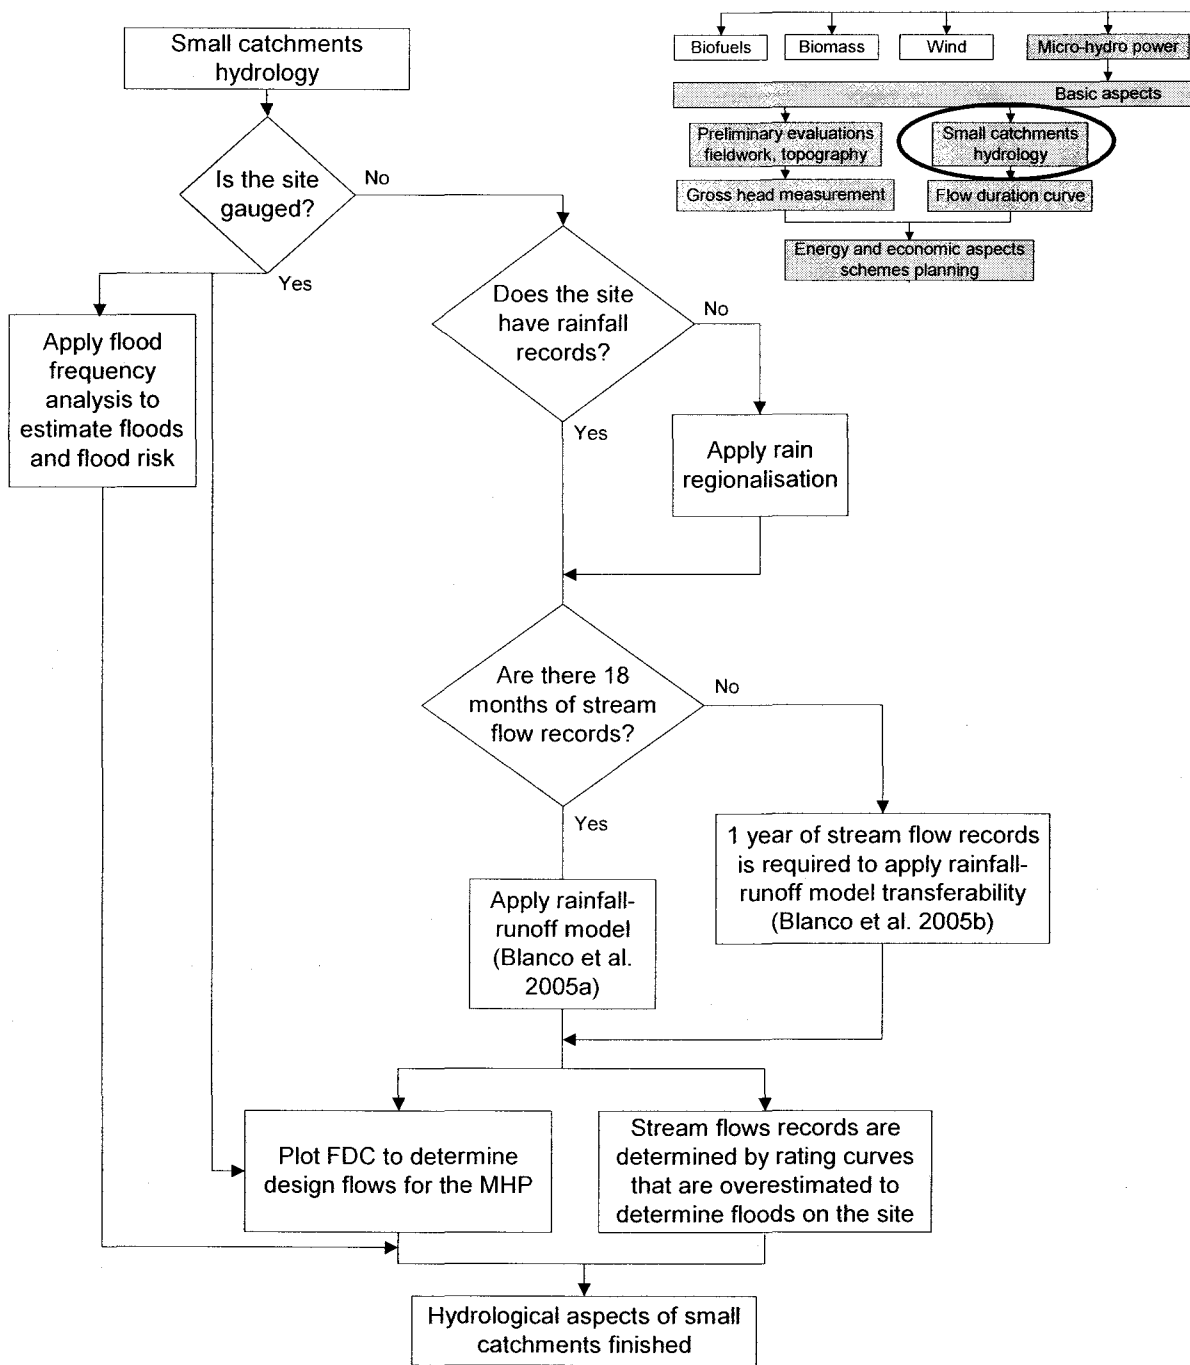 Small catchments
hydrology
Is the site
gauged?
No
Yes
Apply flood
frequency
analysis to
estimate floods
and flood risk
Does the site
have rainfall
records?
No
Yes
Apply rain
regionalisation
Are there 18
months of stream
flow records?
No
Yes
Apply rainfall-
runoff model
(Blanco et al.
2005a)
1 year of stream flow records
is required to apply rainfall-
runoff model transferability
(Blanco et al. 2005b)
Plot FDC to determine
design flows for the MHP
Stream flows records are
determined by rating curves
that are overestimated to
determine floods on the site
Hydrological aspects of small
catchments finished
Biofuels
Biomass
Wind
Micro-hydro power
Basic aspects
Preliminary evaluations
fieldwork, topography
Small catchments
hydrology
Gross head measurement
Flow duration curve
Energy and economic aspects
schemes planning